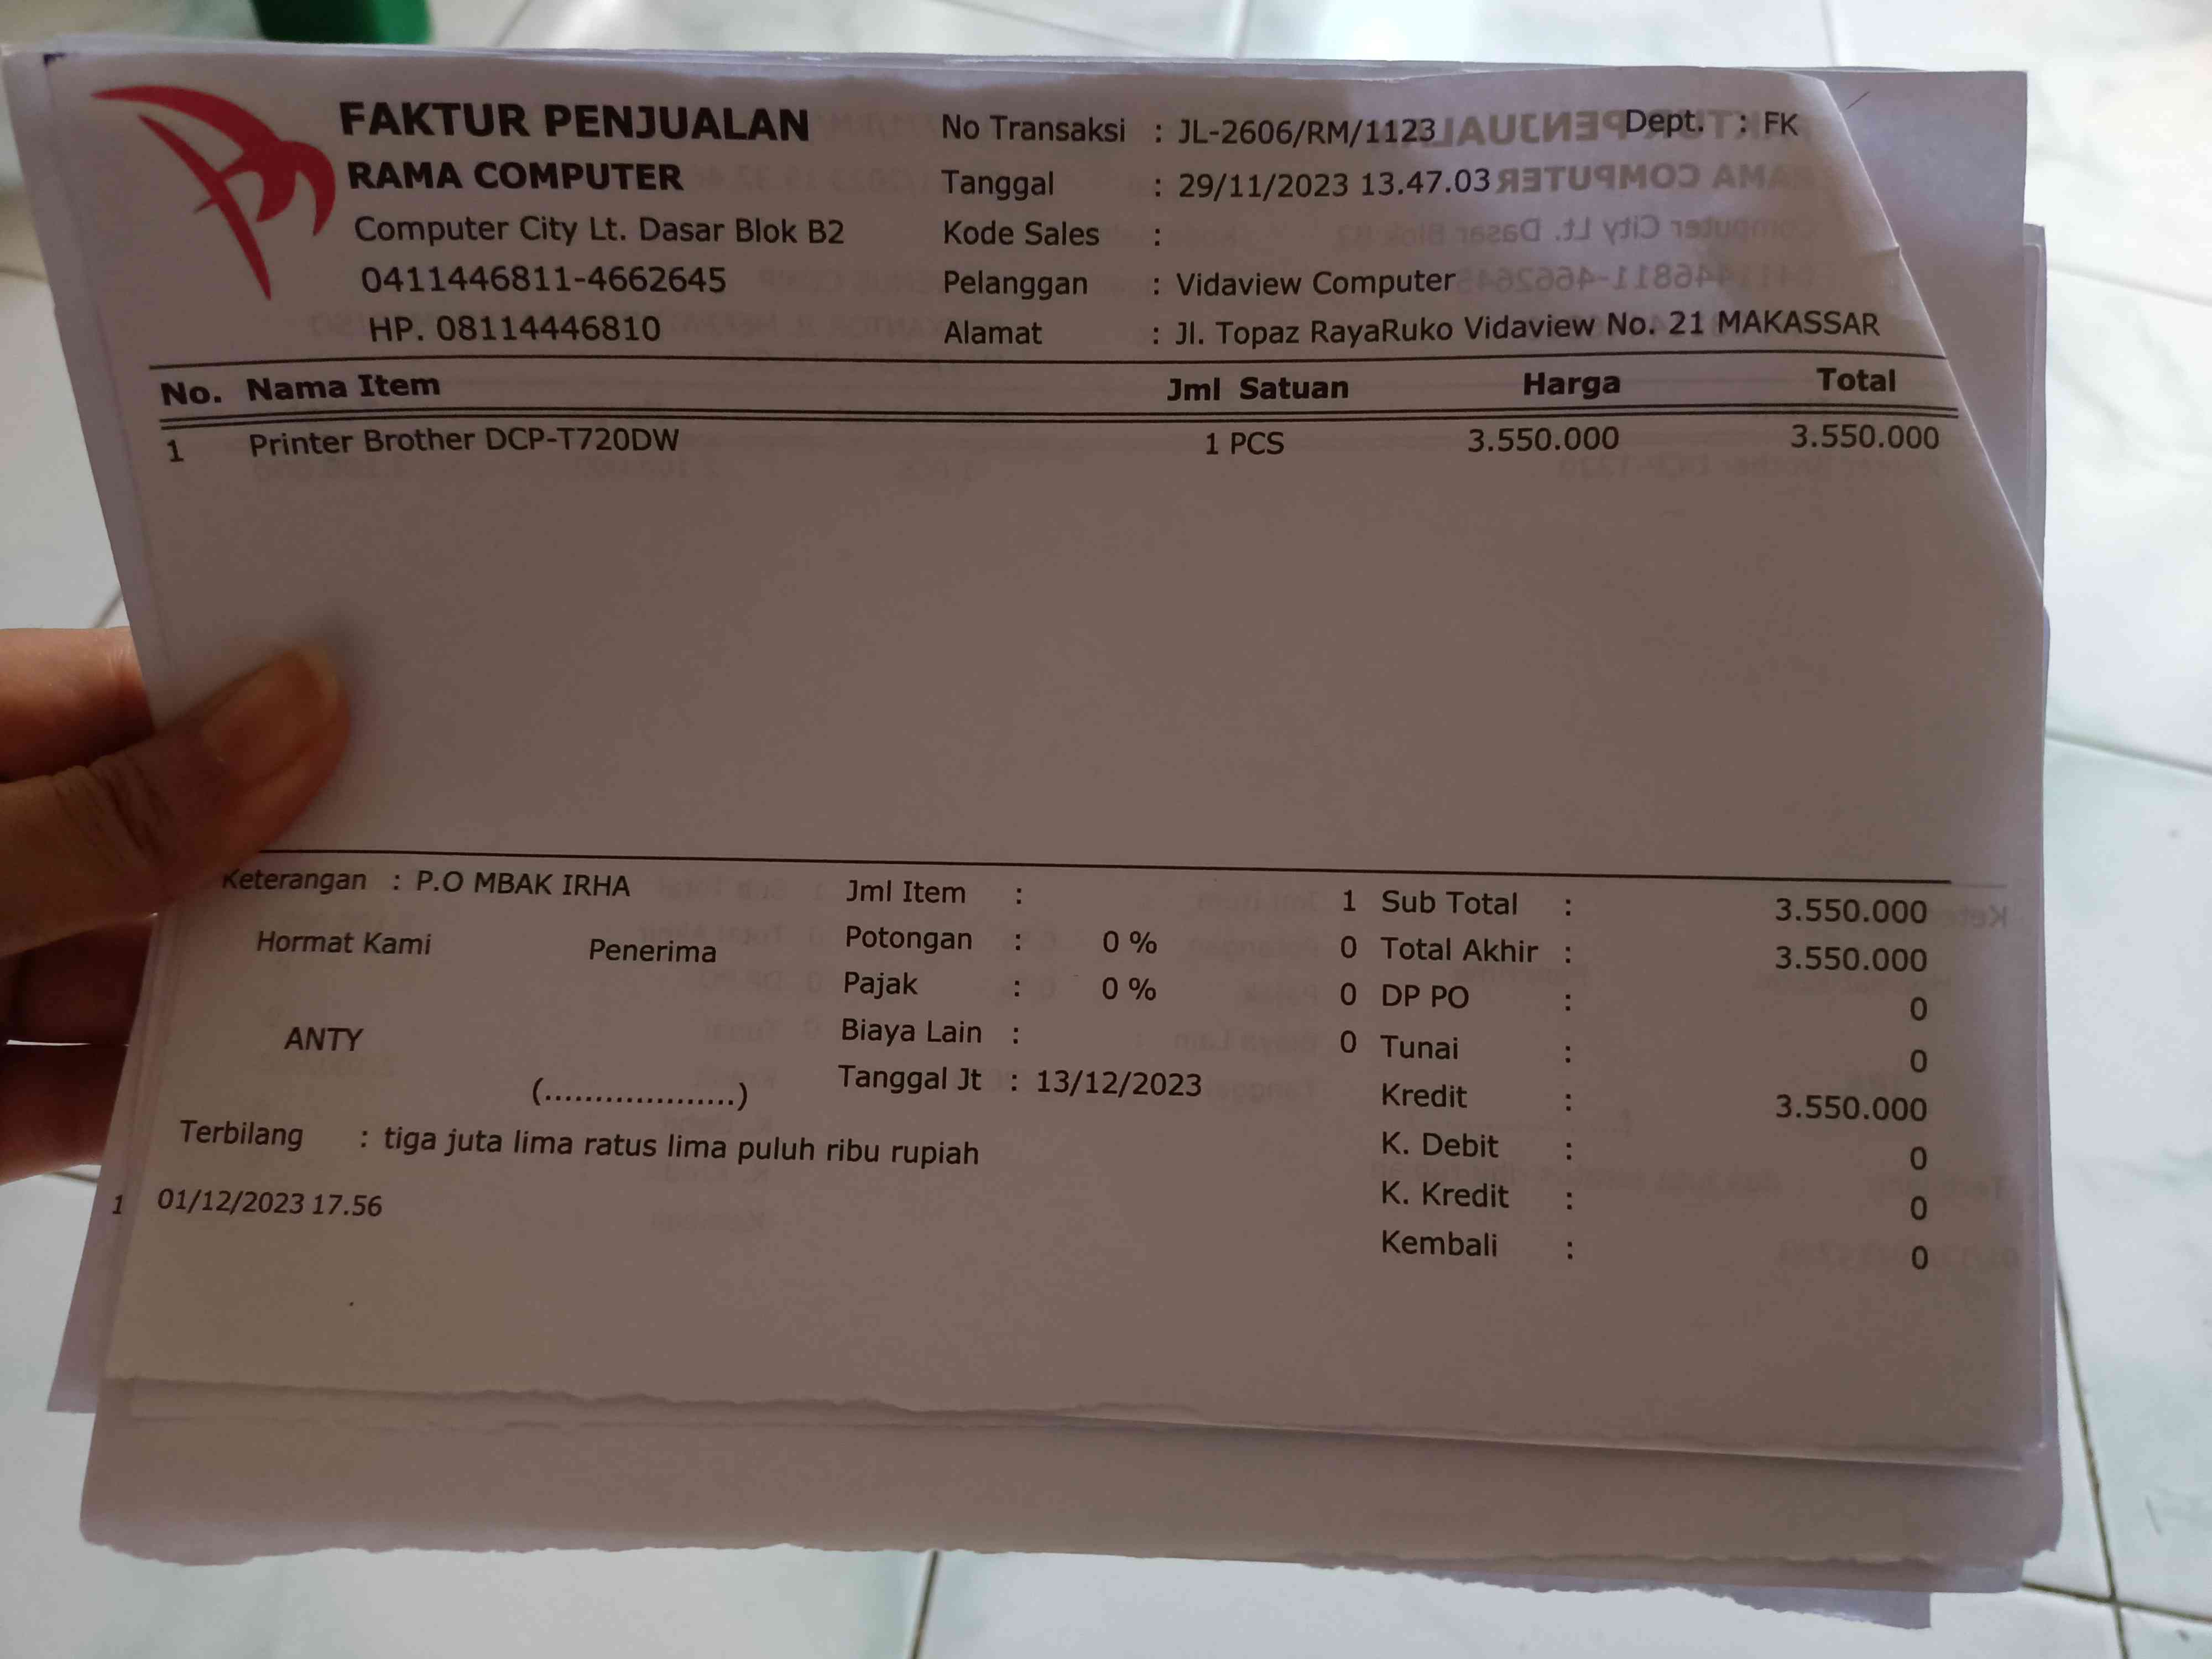 FAKTUR PENJUALAN
RAMA COMPUTER
Computer City Lt. Dasar Blok B2
0411446811-4662645
HP. 08114446810
No Transaksi : JL-2606/RM/1123 Dept. : FK
Tanggal : 29/11/2023 13.47.03
Kode Sales :
Pelanggan : Vidaview Computer
Alamat : Jl. Topaz RayaRuko Vidaview No. 21 MAKASSAR
No. Nama Item Jml Satuan Harga Total
1 Printer Brother DCP-T720DW 1 PCS 3.550.000 3.550.000
Keterangan : P.O MBAK IRHA
Hormat Kami Penerima
ANTY
(...................)
Jml Item : 1
Potongan : 0 % 0
Pajak : 0 % 0
Biaya Lain : 0
Tanggal Jt : 13/12/2023
Sub Total : 3.550.000
Total Akhir : 3.550.000
DP PO : 0
Tunai : 0
Kredit : 3.550.000
K. Debit : 0
K. Kredit : 0
Kembali : 0
Terbilang : tiga juta lima ratus lima puluh ribu rupiah
1 01/12/2023 17.56